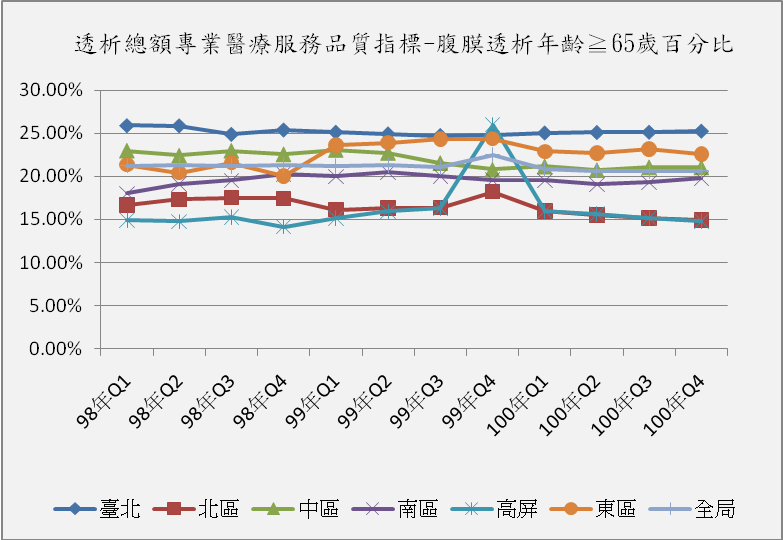 透析總額專業醫療服務品質指標-腹膜透析年齡≧65歲百分比
30.00%
25.00%
20.00%
15.00%
10.00%
5.00%
0.00%
98年Q1
98年Q2
98年Q3
98年Q4
99年Q1
99年Q2
99年Q3
99年Q4
100年Q1
100年Q2
100年Q3
100年Q4
臺北 北區 中區 南區 高屏 東區 全局